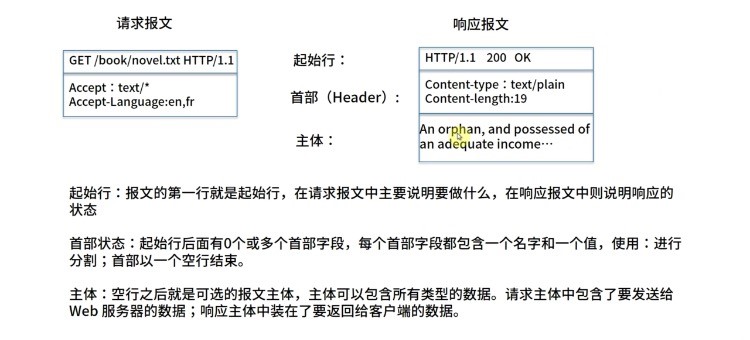 请求报文
响应报文
GET /book/novel.txt HTTP/1.1
Accept：text/*
Accept-Language:en,fr
起始行：
HTTP/1.1 200 OK
首部（Header）:
Content-type：text/plain
Content-length:19
主体：
An orphan, and possessed of
an adequate income…
起始行：报文的第一行就是起始行，在请求报文中主要说明要做什么，在响应报文中则说明响应的
状态
首部状态：起始行后面有0个或多个首部字段，每个首部字段都包含一个名字和一个值，使用：进行
分割；首部以一个空行结束。
主体：空行之后就是可选的报文主体，主体可以包含所有类型的数据。请求主体中包含了要发送给
Web 服务器的数据；响应主体中装在了要返回给客户端的数据。